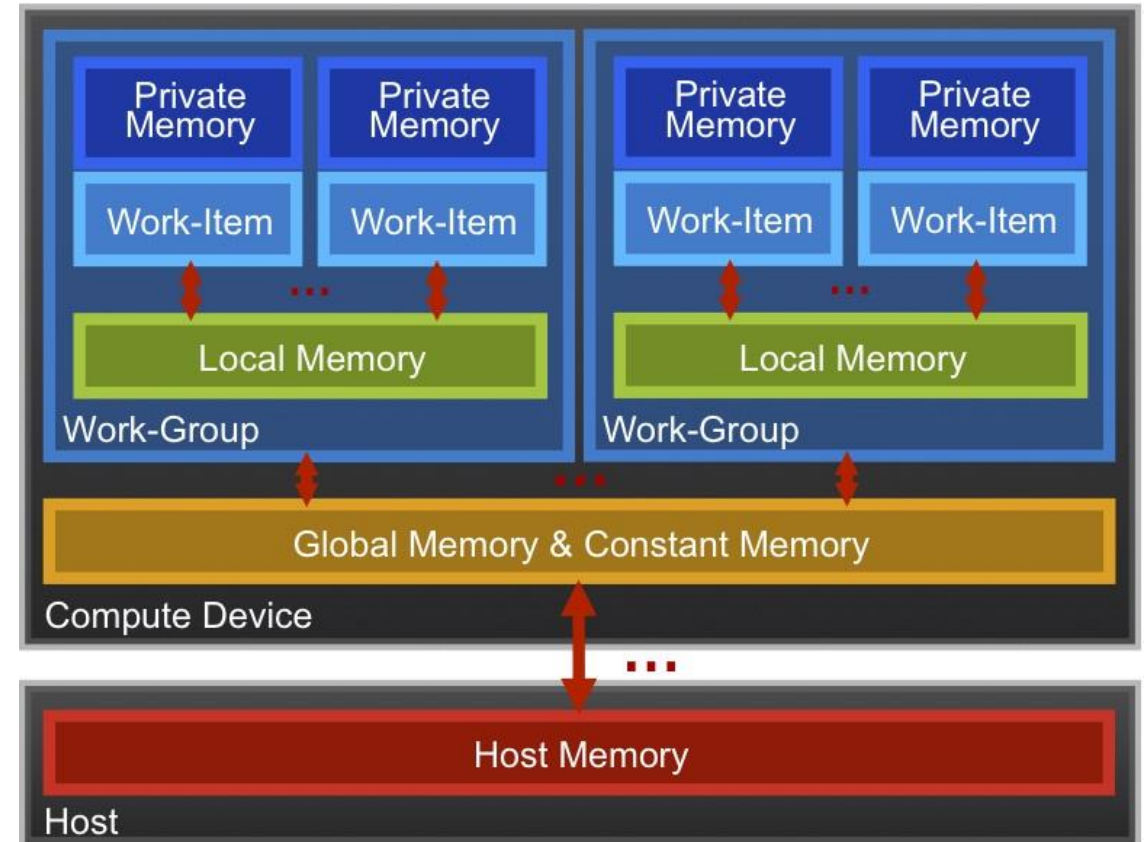 Private
Memory
Private
Memory
Private
Memory
Private
Memory
Work-Item
Work-Item
Work-Item
Work-Item
...
...
Local Memory
Local Memory
Work-Group
Work-Group
...
Global Memory & Constant Memory
Compute Device
...
Host Memory
Host